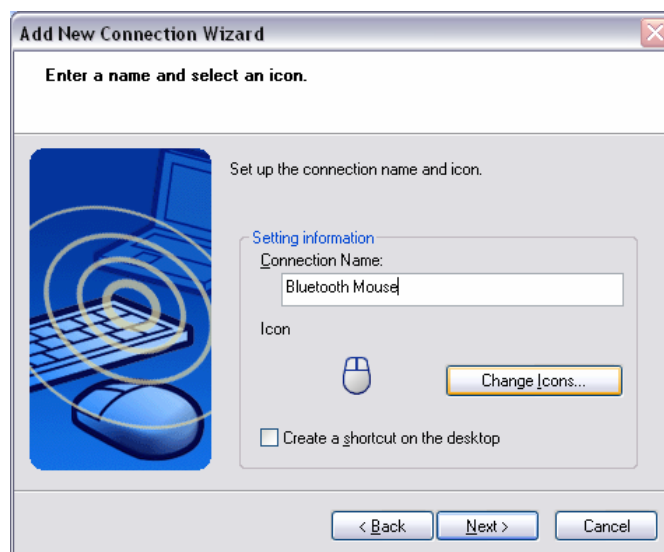 Add New Connection Wizard
Enter a name and select an icon.
Set up the connection name and icon.
Setting information
Connection Name:
Bluetooth Mouse
Icon
Change Icons...
Create a shortcut on the desktop
< Back Next > Cancel